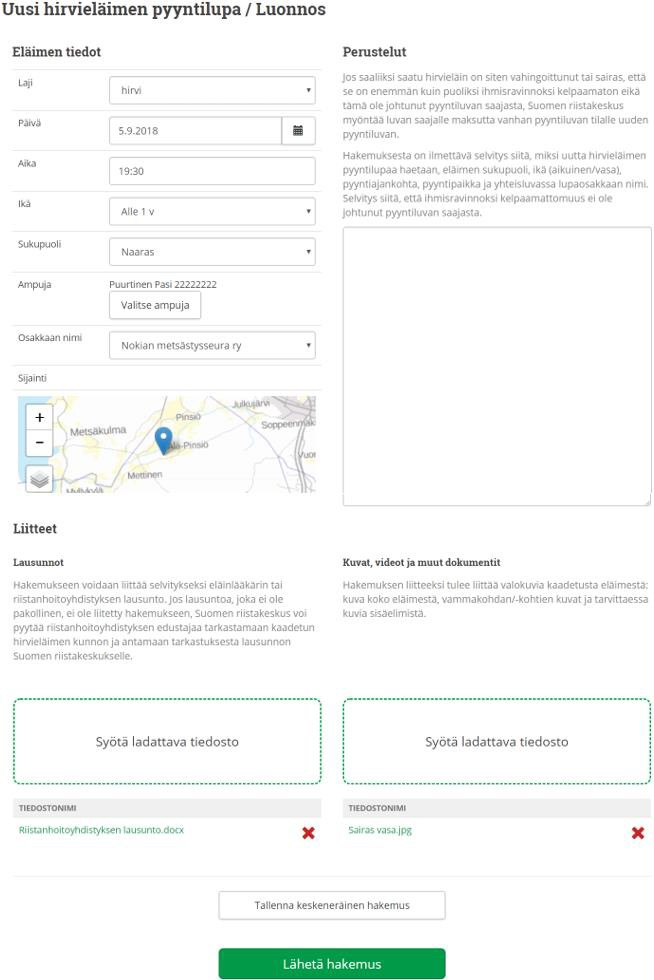 Uusi hirvieläimen pyyntilupa / Luonnos
Eläimen tiedot
Laji
hirvi
Päivä
5.9.2018
Aika
19:30
Ikä
Alle 1 v
Sukupuoli
Naaras
Ampuja
Puurtinen Pasi 22222222
Valitse ampuja
Osakkaan nimi
Nokian metsästysseura ry
Sijainti
+
−
Julkujärvi
Pinsiö
Soppeenmäk
Metsäkulma
Ala-Pinsiö
Vuor
Mettinen
Myllykylä
Perustelut
Jos saaliiksi saatu hirvieläin on siten vahingoittunut tai sairas, että
se on enemmän kuin puoliksi ihmisravinnoksi kelpaamaton eikä
tämä ole johtunut pyyntiluvan saajasta, Suomen riistakeskus
myöntää luvan saajalle maksutta vanhan pyyntiluvan tilalle uuden
pyyntiluvan.
Hakemuksesta on ilmettävä selvitys siitä, miksi uutta hirvieläimen
pyyntilupaa haetaan, eläimen sukupuoli, ikä (aikuinen/vasa),
pyyntiajankohta, pyyntipaikka ja yhteisluvassa lupaosakkaan nimi.
Selvitys siitä, että ihmisravinnoksi kelpaamattomuus ei ole
johtunut pyyntiluvan saajasta.
Liitteet
Lausunnot
Hakemukseen voidaan liittää selvitykseksi eläinlääkärin tai
riistanhoitoyhdistyksen lausunto. Jos lausuntoa, joka ei ole
pakollinen, ei ole liitetty hakemukseen, Suomen riistakeskus voi
pyytää riistanhoitoyhdistyksen edustajaa tarkastamaan kaadetun
hirvieläimen kunnon ja antamaan tarkastuksesta lausunnon
Suomen riistakeskukselle.
Kuvat, videot ja muut dokumentit
Hakemuksen liitteeksi tulee liittää valokuvia kaadetusta eläimestä:
kuva koko eläimestä, vammakohdan/-kohtien kuvat ja tarvittaessa
kuvia sisäelimistä.
Syötä ladattava tiedosto
Syötä ladattava tiedosto
TIEDOSTONIMI
Riistanhoitoyhdistyksen lausunto.docx
TIEDOSTONIMI
Sairas vasa.jpg
Tallenna keskeneräinen hakemus
Lähetä hakemus